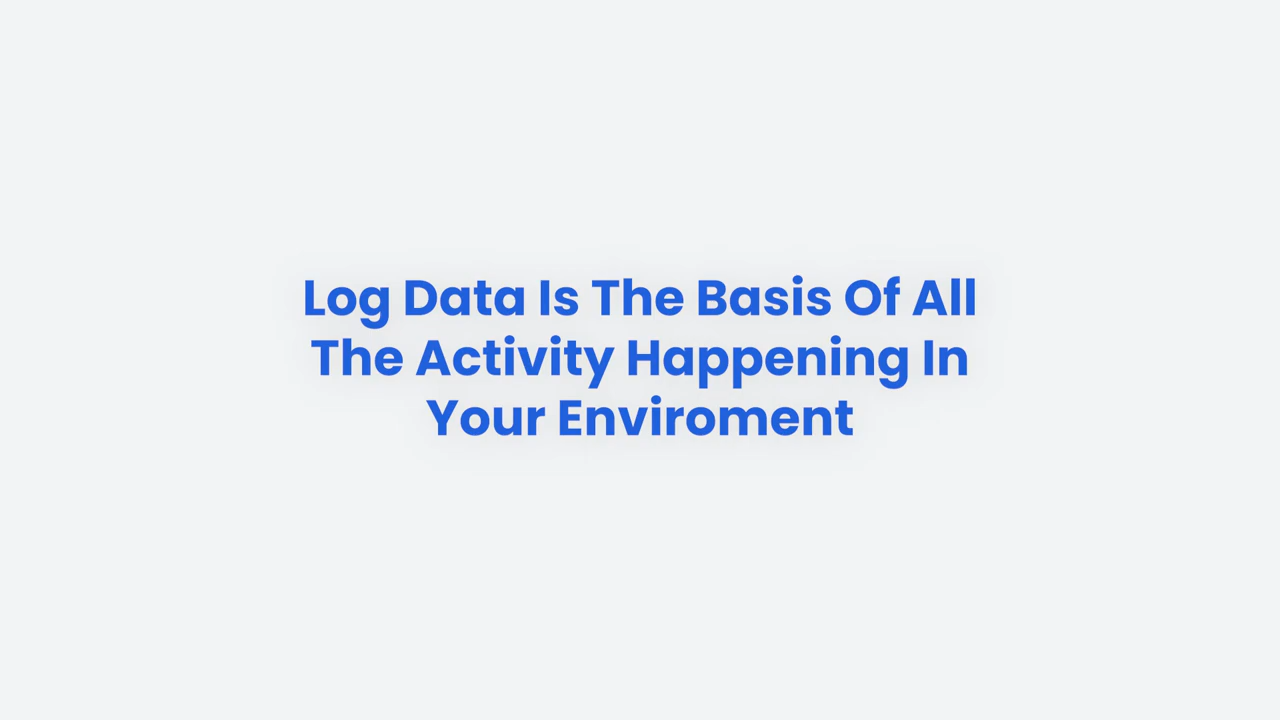 Log Data Is The Basis Of All
The Activity Happening In
Your Enviroment